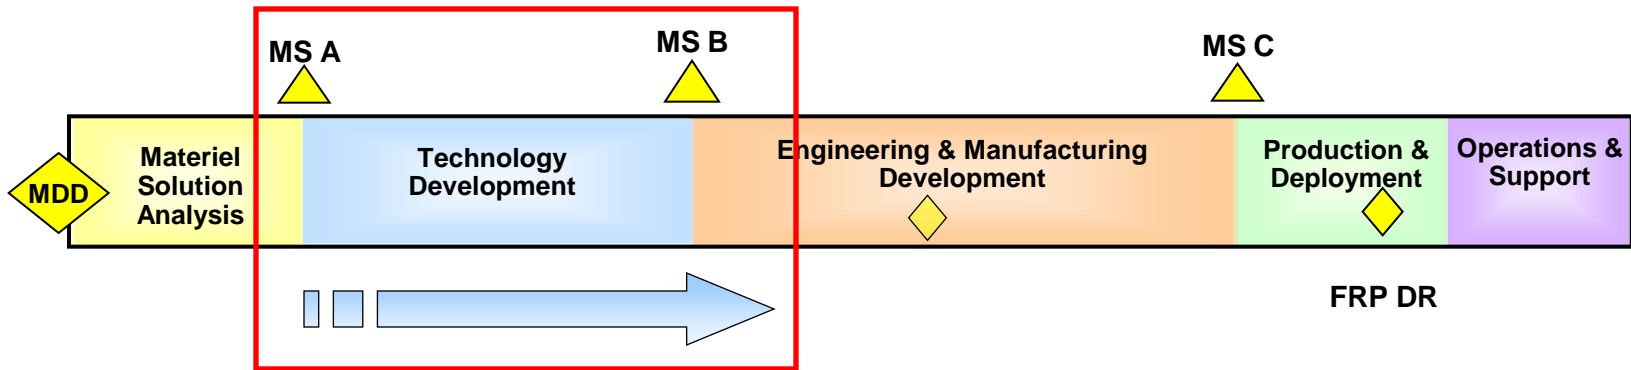 MS A
MS B
MS C
MDD
Materiel
Solution
Analysis
Technology
Development
Engineering & Manufacturing
Development
Production &
Deployment
Operations &
Support
FRP DR